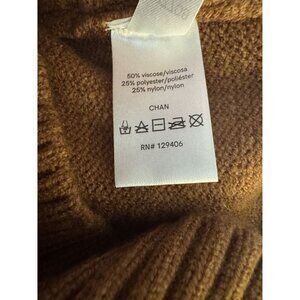 50% viscose/viscosa
25% polyester/poliéster
25% nylon/nylon
CHAN
RN# 129406